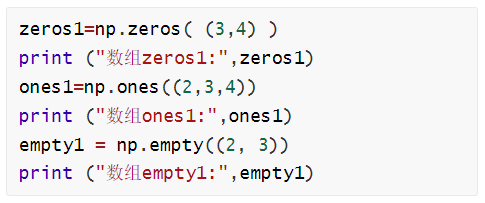 zeros1=np.zeros( (3,4) )
print ("数组zeros1:",zeros1)
ones1=np.ones((2,3,4))
print ("数组ones1:",ones1)
empty1 = np.empty((2, 3))
print ("数组empty1:",empty1)